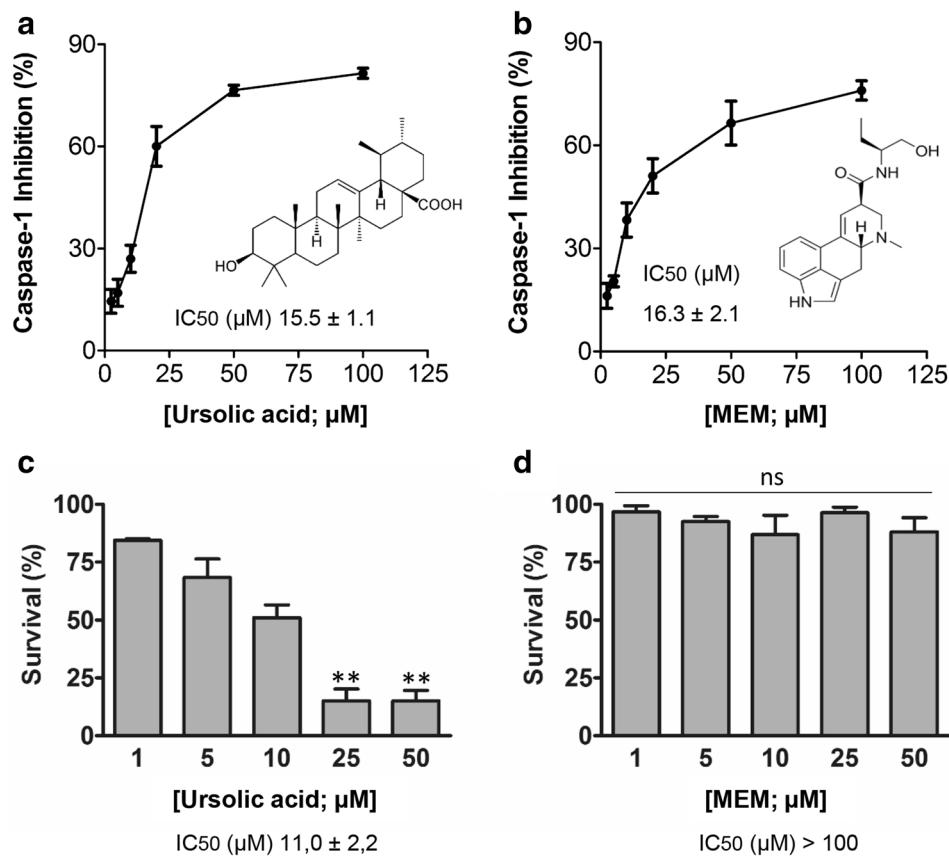 a
90
60
30
0
Caspase-1 Inhibition (%)
0 25 50 75 100 125
[Ursolic acid; µM]
H
H
COOH
HO
IC50 (µM) 15.5 ± 1.1
b
90
60
30
0
Caspase-1 Inhibition (%)
0 25 50 75 100 125
[MEM; µM]
OH
O
NH
H
N
HN
IC50 (µM)
16.3 ± 2.1
c
100
75
50
25
0
Survival (%)
** **
1 5 10 25 50
[Ursolic acid; µM]
IC50 (µM) 11,0 ± 2,2
d
ns
100
75
50
25
0
Survival (%)
1 5 10 25 50
[MEM; µM]
IC50 (µM) > 100